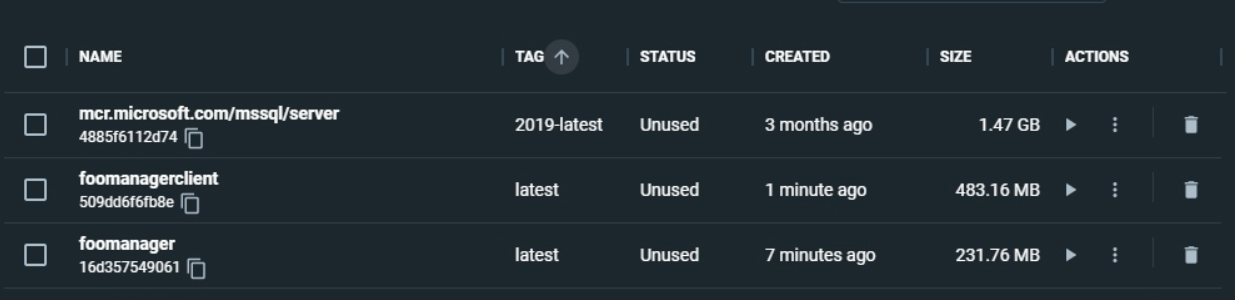 NAME TAG STATUS CREATED SIZE ACTIONS
mcr.microsoft.com/mssql/server
4885f6112d74 2019-latest Unused 3 months ago 1.47 GB
foomanagerclient
509dd6f6fb8e latest Unused 1 minute ago 483.16 MB
foomanager
16d357549061 latest Unused 7 minutes ago 231.76 MB